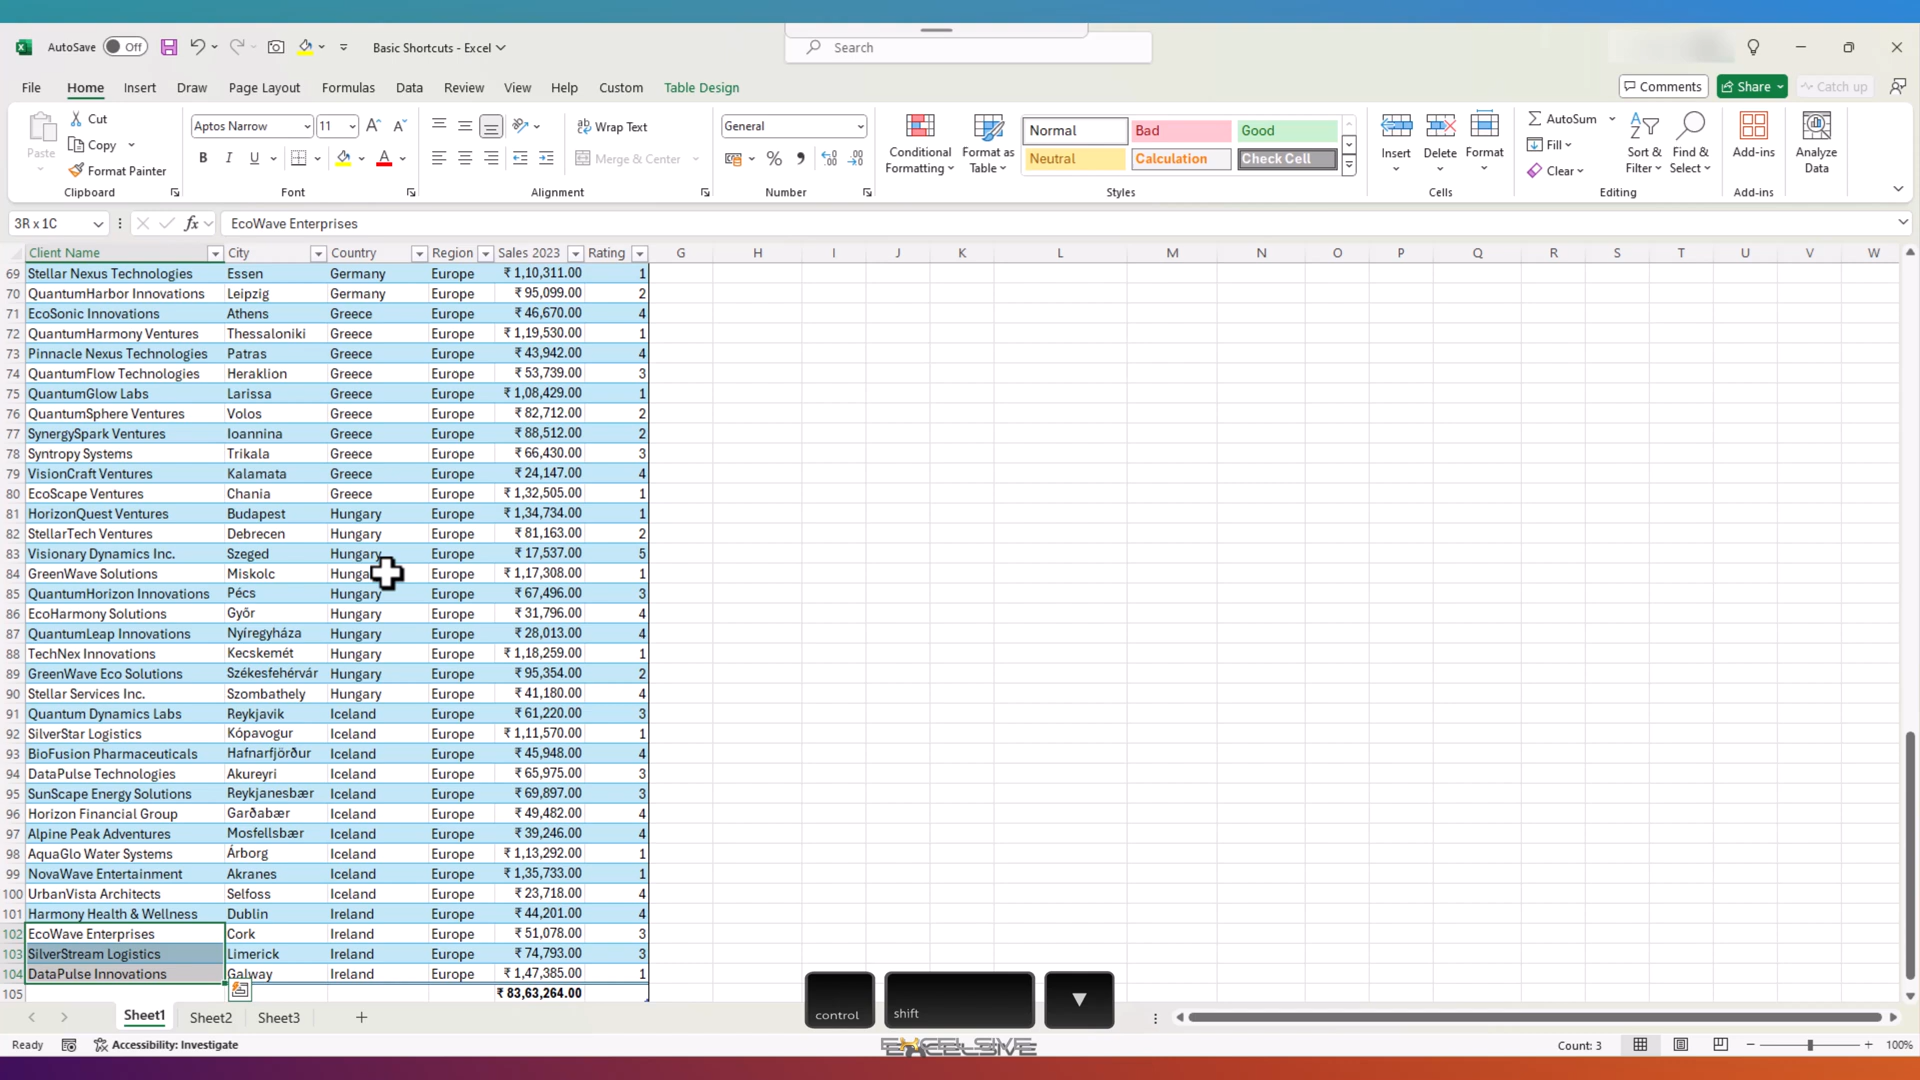 AutoSave Off Basic Shortcuts - Excel Search
File Home Insert Draw Page Layout Formulas Data Review View Help Custom Table Design Comments Share Catch up
Paste Cut Copy Format Painter Clipboard
Aptos Narrow 11 B I U A Font
Wrap Text Merge & Center Alignment
General % Number
Conditional Formatting Format as Table Normal Bad Good Neutral Calculation Check Cell Styles
Insert Delete Format Cells
AutoSum Fill Clear Sort & Filter Find & Select Editing
Add-ins Add-ins Analyze Data
3R x 1C fx EcoWave Enterprises
Client Name City Country Region Sales 2023 Rating G H I J K L M N O P Q R S T U V W
69 Stellar Nexus Technologies Essen Germany Europe ₹ 1,10,311.00 1
70 QuantumHarbor Innovations Leipzig Germany Europe ₹ 95,099.00 2
71 EcoSonic Innovations Athens Greece Europe ₹ 46,670.00 4
72 QuantumHarmony Ventures Thessaloniki Greece Europe ₹ 1,19,530.00 1
73 Pinnacle Nexus Technologies Patras Greece Europe ₹ 43,942.00 4
74 QuantumFlow Technologies Heraklion Greece Europe ₹ 53,739.00 3
75 QuantumGlow Labs Larissa Greece Europe ₹ 1,08,429.00 1
76 QuantumSphere Ventures Volos Greece Europe ₹ 82,712.00 2
77 SynergySpark Ventures Ioannina Greece Europe ₹ 88,512.00 2
78 Syntropy Systems Trikala Greece Europe ₹ 66,430.00 3
79 VisionCraft Ventures Kalamata Greece Europe ₹ 24,147.00 4
80 EcoScape Ventures Chania Greece Europe ₹ 1,32,505.00 1
81 HorizonQuest Ventures Budapest Hungary Europe ₹ 1,34,734.00 1
82 StellarTech Ventures Debrecen Hungary Europe ₹ 81,163.00 2
83 Visionary Dynamics Inc. Szeged Hungary Europe ₹ 17,537.00 5
84 GreenWave Solutions Miskolc Hunga Europe ₹ 1,17,308.00 1
85 QuantumHorizon Innovations Pécs Hungary Europe ₹ 67,496.00 3
86 EcoHarmony Solutions Győr Hungary Europe ₹ 31,796.00 4
87 QuantumLeap Innovations Nyíregyháza Hungary Europe ₹ 28,013.00 4
88 TechNex Innovations Kecskemét Hungary Europe ₹ 1,18,259.00 1
89 GreenWave Eco Solutions Székesfehérvár Hungary Europe ₹ 95,354.00 2
90 Stellar Services Inc. Szombathely Hungary Europe ₹ 41,180.00 4
91 Quantum Dynamics Labs Reykjavik Iceland Europe ₹ 61,220.00 3
92 SilverStar Logistics Kópavogur Iceland Europe ₹ 1,11,570.00 1
93 BioFusion Pharmaceuticals Hafnarfjörður Iceland Europe ₹ 45,948.00 4
94 DataPulse Technologies Akureyri Iceland Europe ₹ 65,975.00 3
95 SunScape Energy Solutions Reykjanesbær Iceland Europe ₹ 69,897.00 3
96 Horizon Financial Group Garðabær Iceland Europe ₹ 49,482.00 4
97 Alpine Peak Adventures Mosfellsbær Iceland Europe ₹ 39,246.00 4
98 AquaGlo Water Systems Árborg Iceland Europe ₹ 1,13,292.00 1
99 NovaWave Entertainment Akranes Iceland Europe ₹ 1,35,733.00 1
100 UrbanVista Architects Selfoss Iceland Europe ₹ 23,718.00 4
101 Harmony Health & Wellness Dublin Ireland Europe ₹ 44,201.00 4
102 EcoWave Enterprises Cork Ireland Europe ₹ 51,078.00 3
103 SilverStream Logistics Limerick Ireland Europe ₹ 74,793.00 3
104 DataPulse Innovations Galway Ireland Europe ₹ 1,47,385.00 1
105 ₹ 83,63,264.00
control shift
Sheet1 Sheet2 Sheet3
EXCELSIVE
Ready Accessibility: Investigate Count: 3 100%